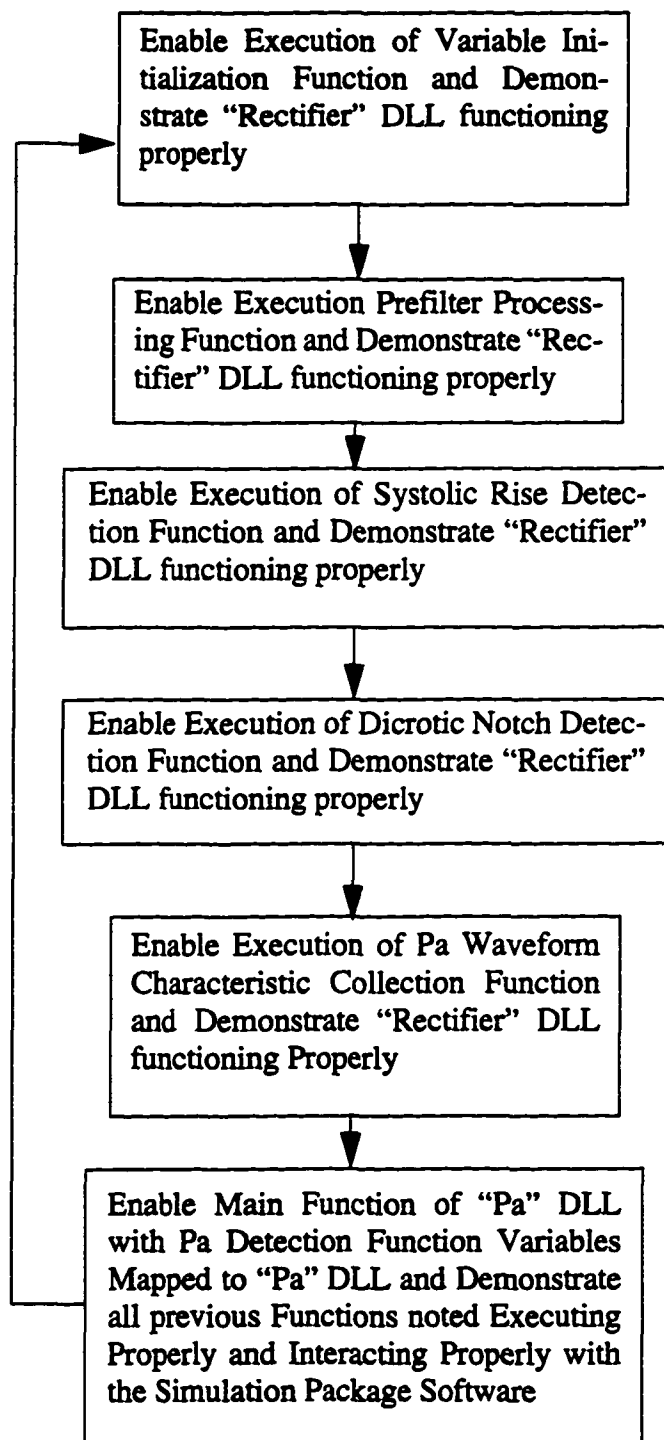 Enable Execution of Variable Ini-
tialization Function and Demon-
strate “Rectifier” DLL functioning
properly
Enable Execution Prefilter Process-
ing Function and Demonstrate “Rec-
tifier” DLL functioning properly
Enable Execution of Systolic Rise Detec-
tion Function and Demonstrate “Rectifier”
DLL functioning properly
Enable Execution of Dicrotic Notch Detec-
tion Function and Demonstrate “Rectifier”
DLL functioning properly
Enable Execution of Pa Waveform
Characteristic Collection Function
and Demonstrate “Rectifier” DLL
functioning Properly
Enable Main Function of “Pa” DLL
with Pa Detection Function Variables
Mapped to “Pa” DLL and Demonstrate
all previous Functions noted Executing
Properly and Interacting Properly with
the Simulation Package Software